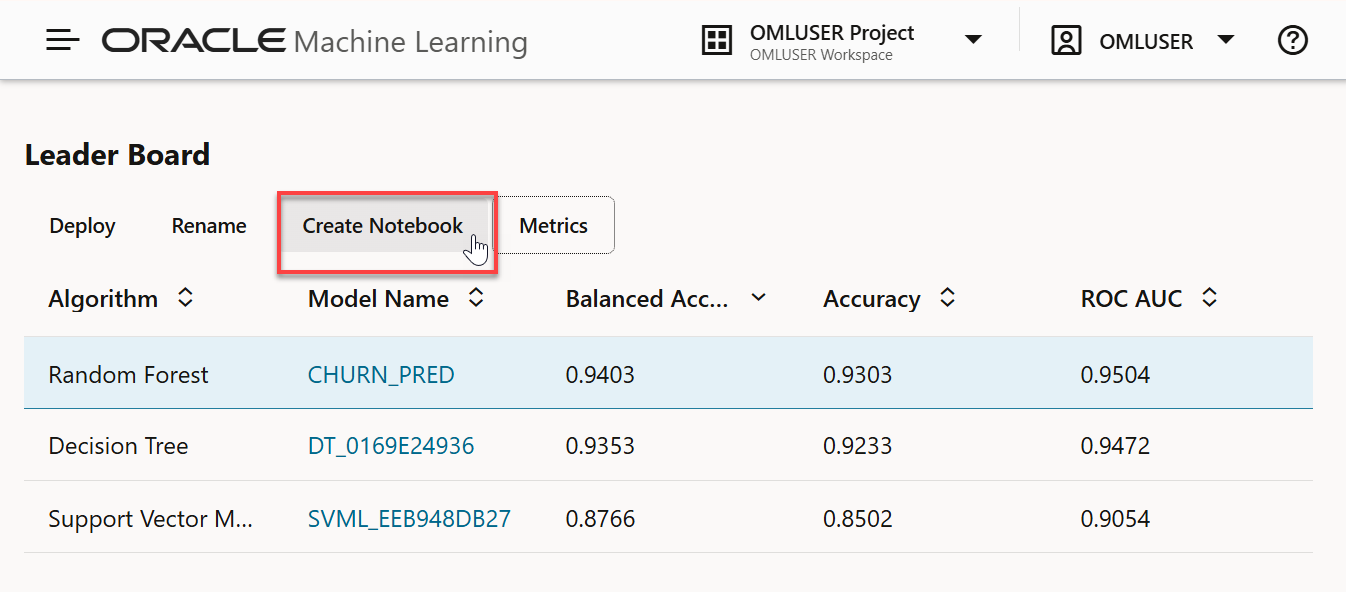 ORACLE Machine Learning
OMLUSER Project
OMLUSER Workspace
OMLUSER
?
Leader Board
Deploy Rename Create Notebook Metrics
Algorithm Model Name Balanced Acc... Accuracy ROC AUC
Random Forest CHURN_PRED 0.9403 0.9303 0.9504
Decision Tree DT_0169E24936 0.9353 0.9233 0.9472
Support Vector M... SVML_EEB948DB27 0.8766 0.8502 0.9054